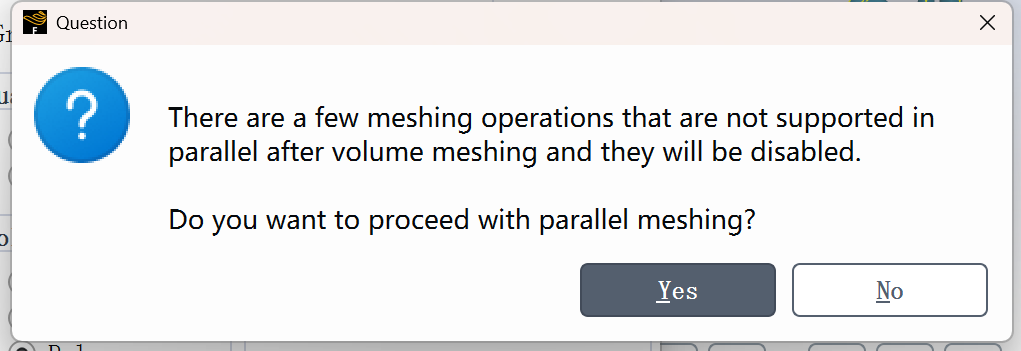 Question
There are a few meshing operations that are not supported in
parallel after volume meshing and they will be disabled.
Do you want to proceed with parallel meshing?
Yes
No